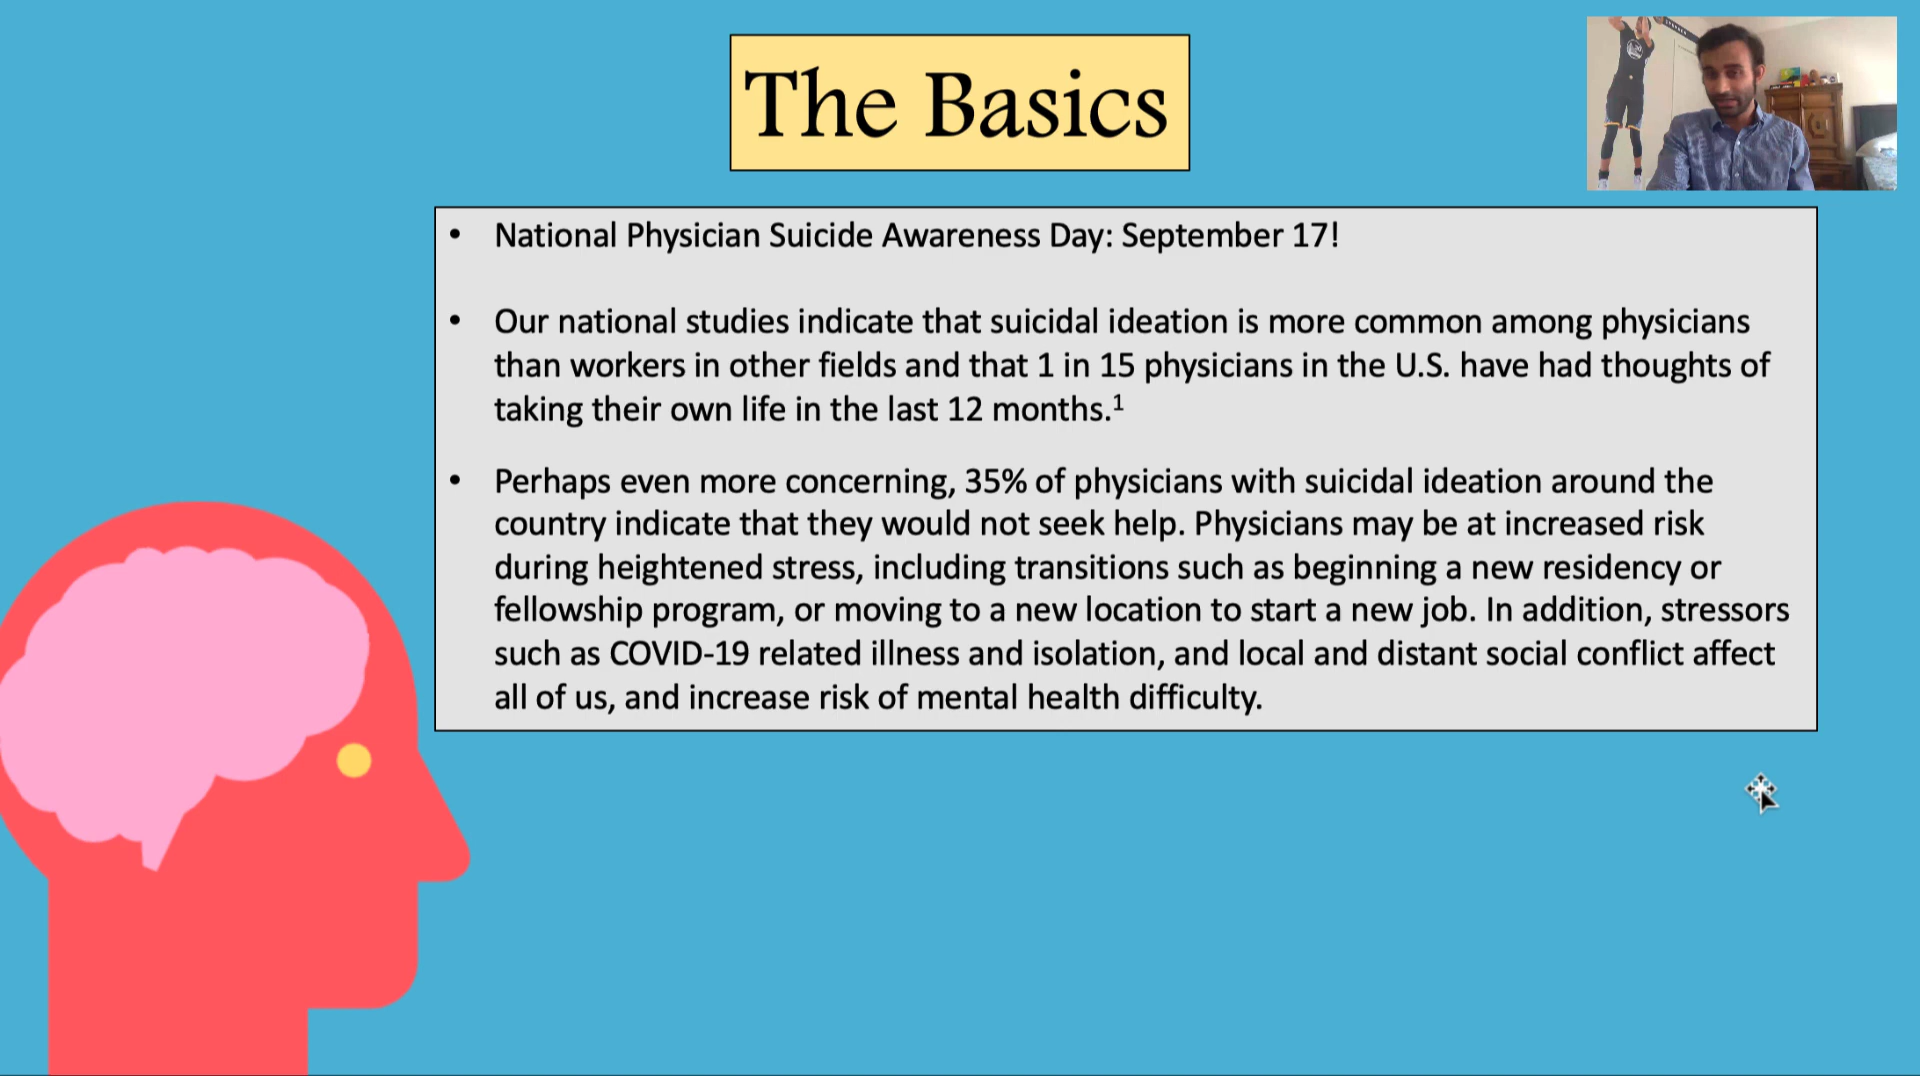 The Basics
• National Physician Suicide Awareness Day: September 17!
• Our national studies indicate that suicidal ideation is more common among physicians
than workers in other fields and that 1 in 15 physicians in the U.S. have had thoughts of
taking their own life in the last 12 months.¹
• Perhaps even more concerning, 35% of physicians with suicidal ideation around the
country indicate that they would not seek help. Physicians may be at increased risk
during heightened stress, including transitions such as beginning a new residency or
fellowship program, or moving to a new location to start a new job. In addition, stressors
such as COVID-19 related illness and isolation, and local and distant social conflict affect
all of us, and increase risk of mental health difficulty.